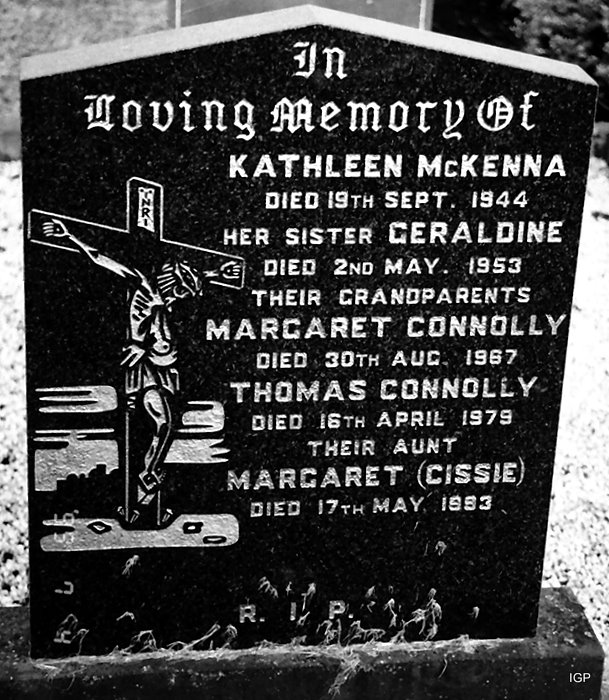 In
Loving Memory Of
KATHLEEN McKENNA
DIED 19TH SEPT. 1944
HER SISTER GERALDINE
DIED 2ND MAY. 1953
THEIR GRANDPARENTS
MARGARET CONNOLLY
DIED 30TH AUG. 1967
THOMAS CONNOLLY
DIED 16TH APRIL 1979
THEIR AUNT
MARGARET (CISSIE)
DIED 17TH MAY
R. I. P.
INRI
IGP